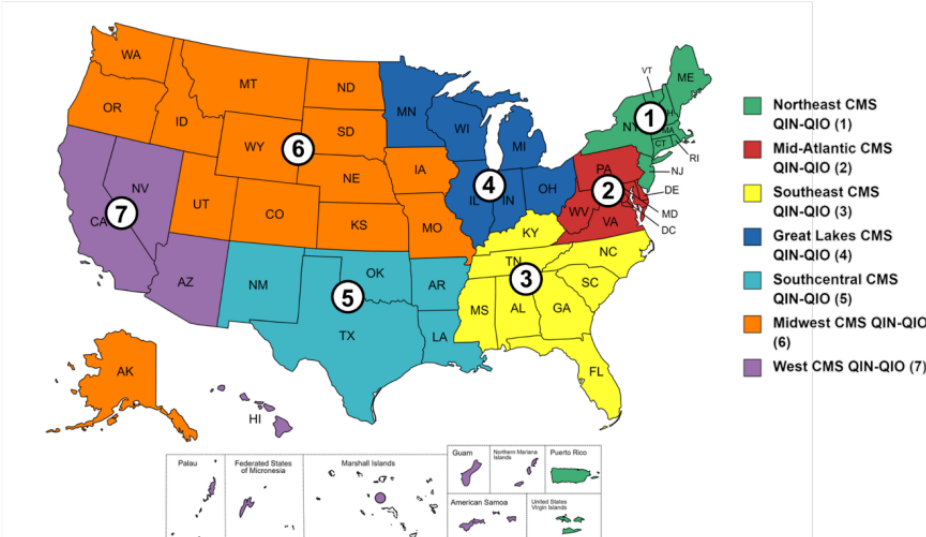 WA
MT
ND
MN
VT
ME
OR
ID
SD
WI
MI
NY
NH
MA
1
CT
RI
WY
6
NE
IA
4
PA
NJ
NV
UT
CO
IL
IN
OH
2
DE
MD
DC
CA
7
KS
MO
WV
VA
KY
AZ
NM
OK
AR
TN
NC
3
SC
5
TX
LA
MS
AL
GA
FL
AK
HI
Northeast CMS
QIN-QIO (1)
Mid-Atlantic CMS
QIN-QIO (2)
Southeast CMS
QIN-QIO (3)
Great Lakes CMS
QIN-QIO (4)
Southcentral CMS
QIN-QIO (5)
Midwest CMS QIN-QIO
(6)
West CMS QIN-QIO (7)
Palau
Federated States
of Micronesia
Marshall Islands
Guam
Northern Mariana
Islands
Puerto Rico
American Samoa
United States
Virgin Islands